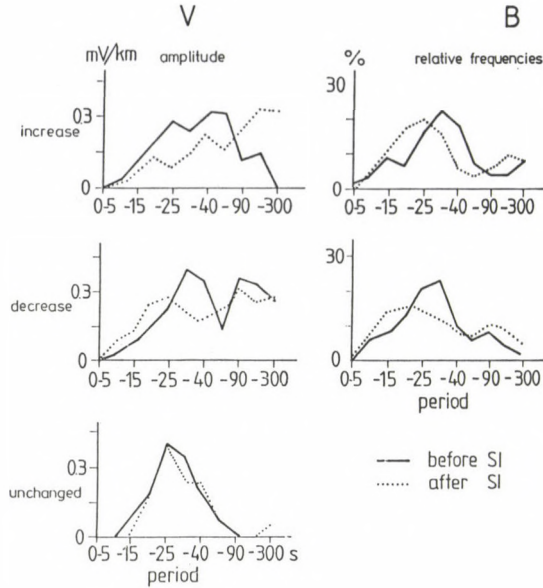 V
B
mV/km amplitude
% relative frequencies
0.3
0
increase
0-5 -15 -25 -40 -90 -300
30
0
0-5 -15 -25 -40 -90 -300
0.3
0
decrease
0-5 -15 -25 -40 -90 -300
30
0
0-5 -15 -25 -40 -90 -300
period
0.3
0
unchanged
0-5 -15 -25 -40 -90 -300 s
period
before SI
after SI